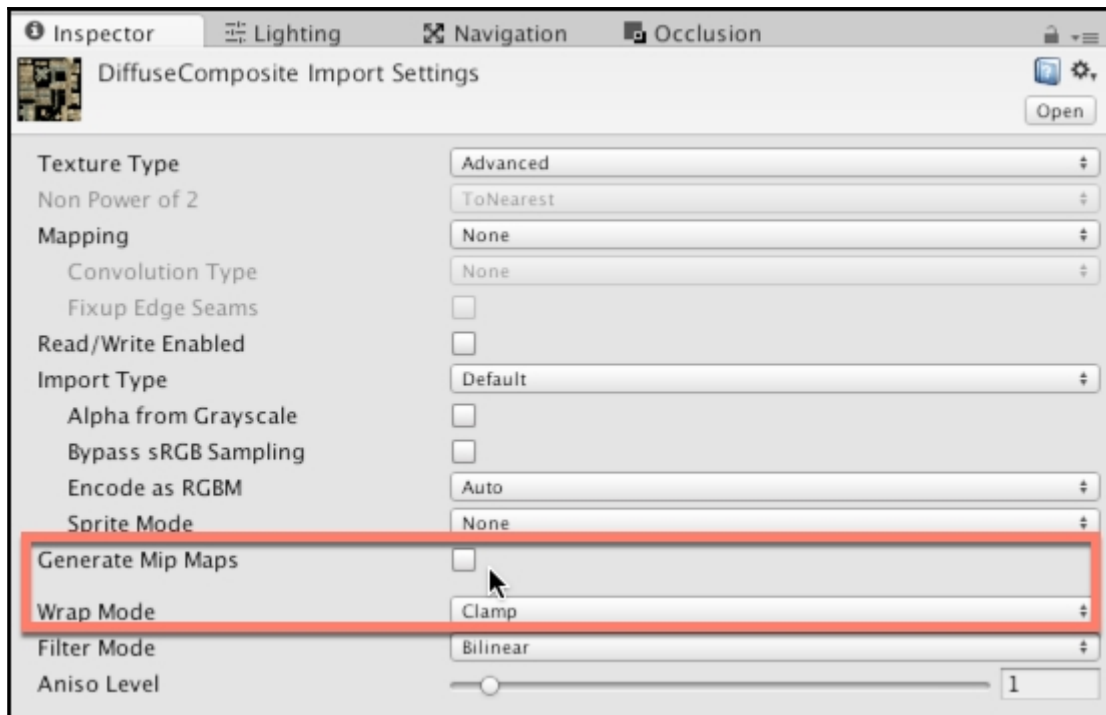 Inspector Lighting Navigation Occlusion
DiffuseComposite Import Settings
Open
Texture Type Advanced
Non Power of 2 ToNearest
Mapping None
Convolution Type None
Fixup Edge Seams
Read/Write Enabled
Import Type Default
Alpha from Grayscale
Bypass sRGB Sampling
Encode as RGBM Auto
Sprite Mode None
Generate Mip Maps
Wrap Mode Clamp
Filter Mode Bilinear
Aniso Level 1